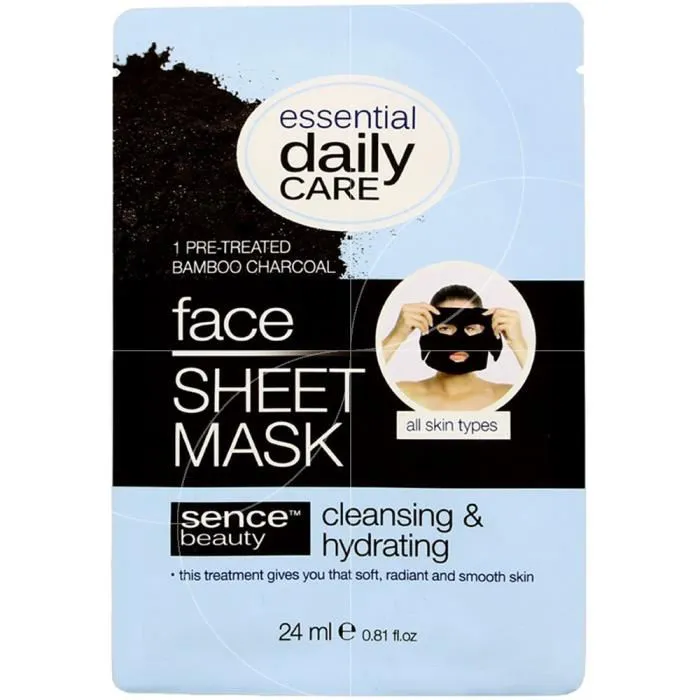 essential
daily
CARE
1 PRE-TREATED
BAMBOO CHARCOAL
face
SHEET
MASK
all skin types
sence™
beauty
cleansing &
hydrating
• this treatment gives you that soft, radiant and smooth skin
24 ml ℮ 0.81 fl.oz